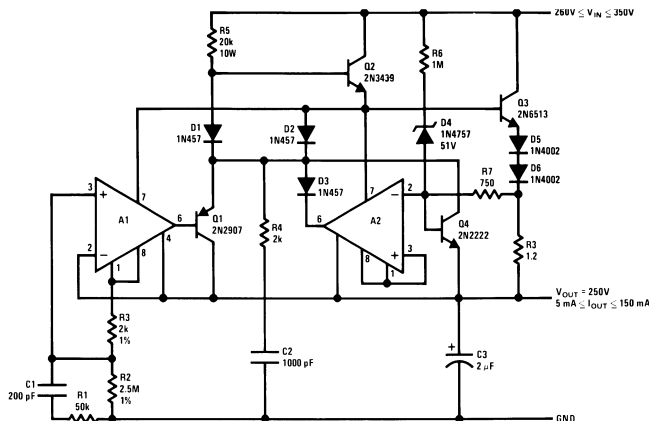 260V ≤ VIN ≤ 350V
R5
20k
10W
R6
1M
Q2
2N3439
Q3
2N6513
D1
1N457
D2
1N457
D4
1N4757
51V
D5
1N4002
D6
1N4002
3
+
7
A1
6
2
−
4
1
8
Q1
2N2907
D3
1N457
R4
2k
7
2
−
6
A2
+
3
8
1
R7
750
Q4
2N2222
R3
1.2
VOUT = 250V
5 mA ≤ IOUT ≤ 150 mA
R3
2k
1%
C2
1000 pF
+
C3
2 μF
C1
200 pF
R1
50k
R2
2.5M
1%
GND